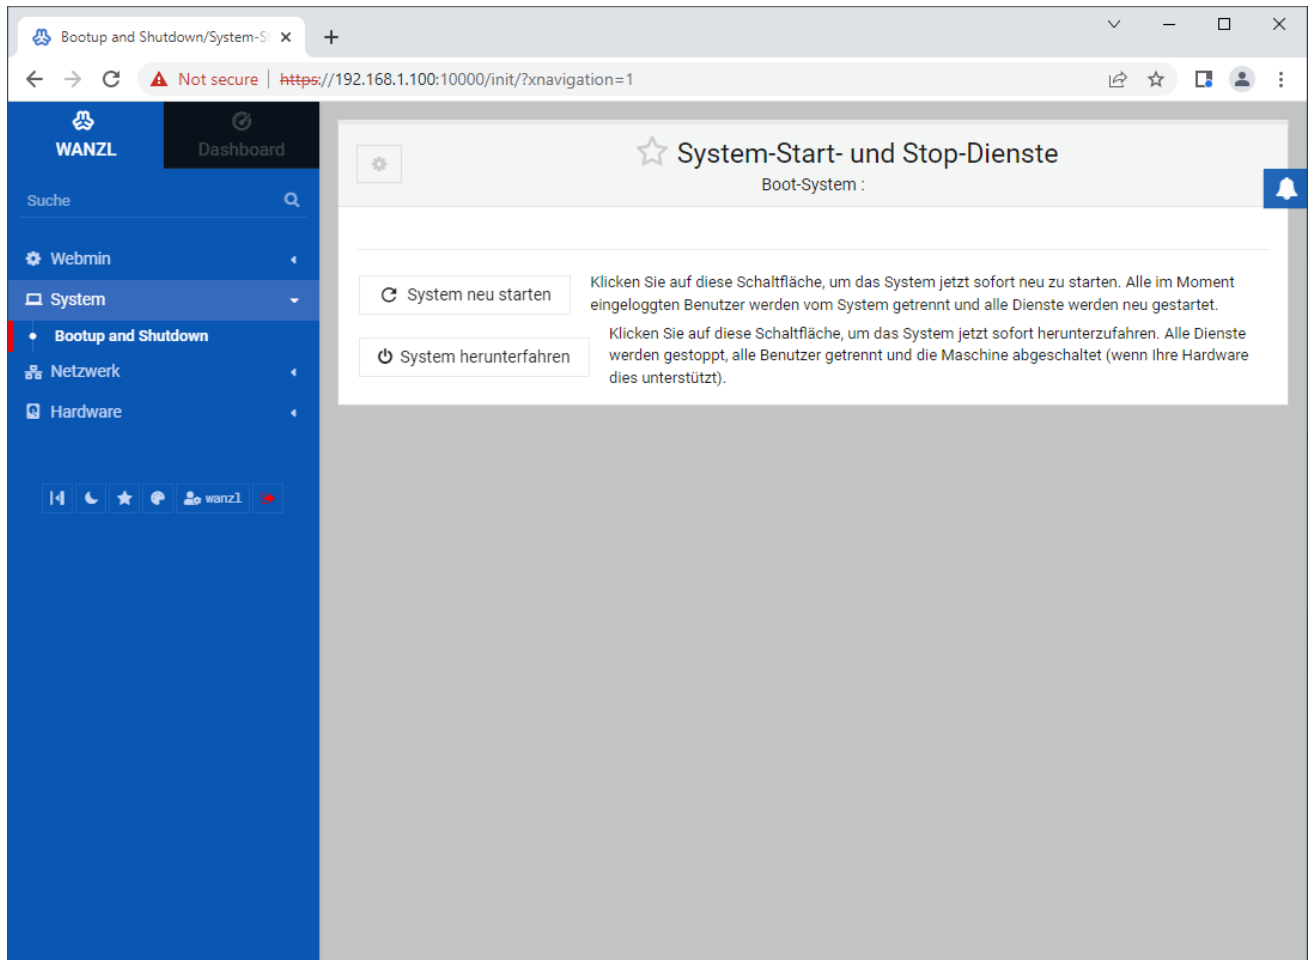 Bootup and Shutdown/System-St
Not secure | https://192.168.1.100:10000/init/?xnavigation=1
WANZL
Dashboard
Suche
Webmin
System
Bootup and Shutdown
Netzwerk
Hardware
wanzl
System-Start- und Stop-Dienste
Boot-System :
System neu starten
Klicken Sie auf diese Schaltfläche, um das System jetzt sofort neu zu starten. Alle im Moment
eingeloggten Benutzer werden vom System getrennt und alle Dienste werden neu gestartet.
System herunterfahren
Klicken Sie auf diese Schaltfläche, um das System jetzt sofort herunterzufahren. Alle Dienste
werden gestoppt, alle Benutzer getrennt und die Maschine abgeschaltet (wenn Ihre Hardware
dies unterstützt).